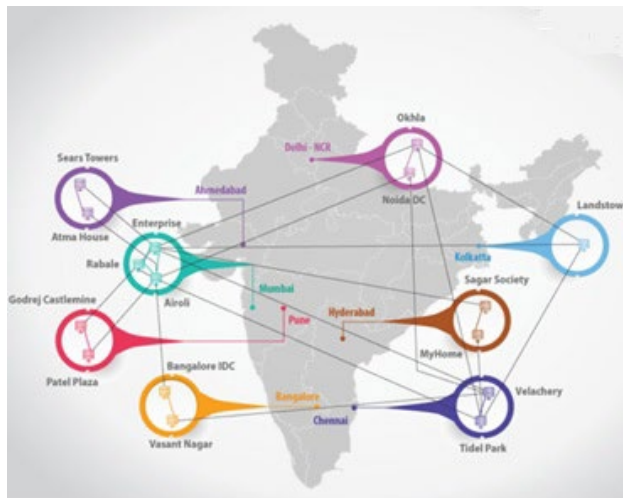 Okhla
Delhi - NCR
Sears Towers
Ahmedabad
Noida DC
Landstow
Atma House
Enterprise
Rabale
Kolkatta
Sagar Society
Godrej Castlemine
Airoli
Mumbai
Pune
Hyderabad
MyHome
Patel Plaza
Bangalore IDC
Velachery
Bangalore
Chennai
Vasant Nagar
Tidel Park